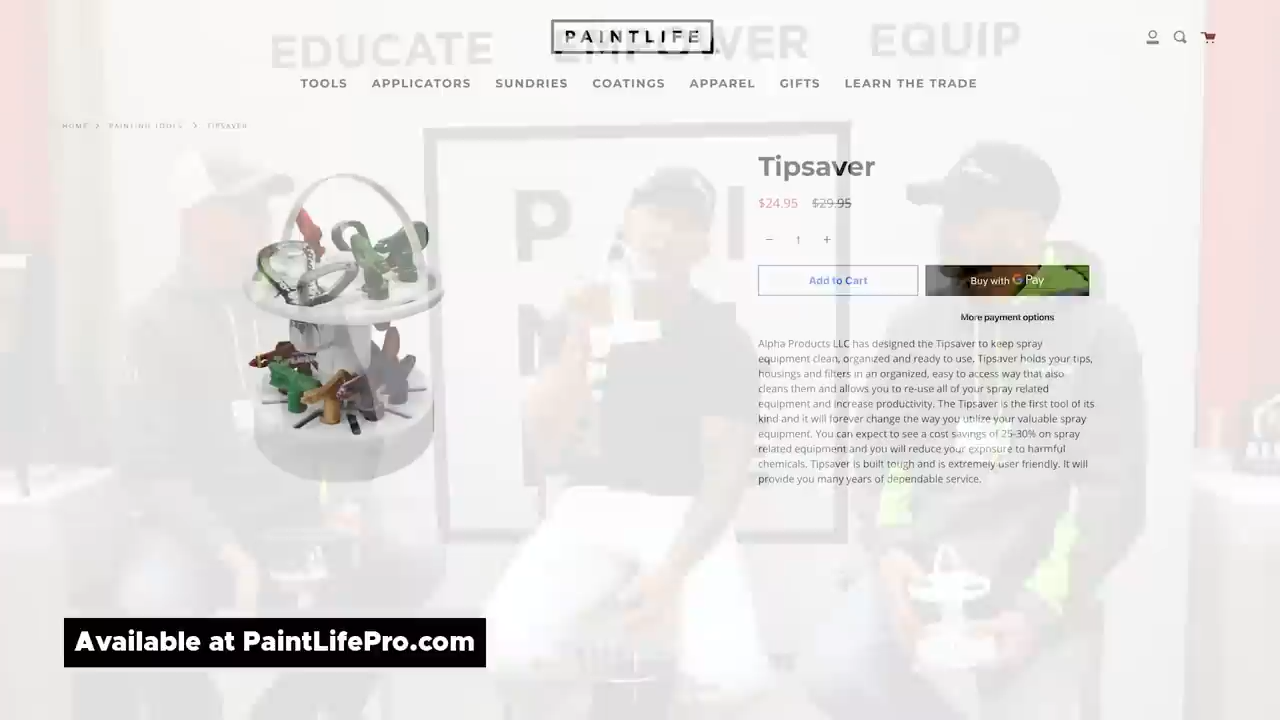 EDUCATE EMPOWER EQUIP
PAINTLIFE
TOOLS APPLICATORS SUNDRIES COATINGS APPAREL GIFTS LEARN THE TRADE
HOME > PAINTING TOOLS > TIPSAVER
Tipsaver
$24.95 $29.95
− 1 +
Add to Cart
Buy with G Pay
More payment options
Alpha Products LLC has designed the Tipsaver to keep spray
equipment clean, organized and ready to use. Tipsaver holds your tips,
housings and filters in an organized, easy to access way that also
cleans them and allows you to re-use all of your spray related
equipment and increase productivity. The Tipsaver is the first tool of its
kind and it will forever change the way you utilize your valuable spray
equipment. You can expect to see a cost savings of 25-30% on spray
related equipment and you will reduce your exposure to harmful
chemicals. Tipsaver is built tough and is extremely user friendly. It will
provide you many years of dependable service.
Available at PaintLifePro.com